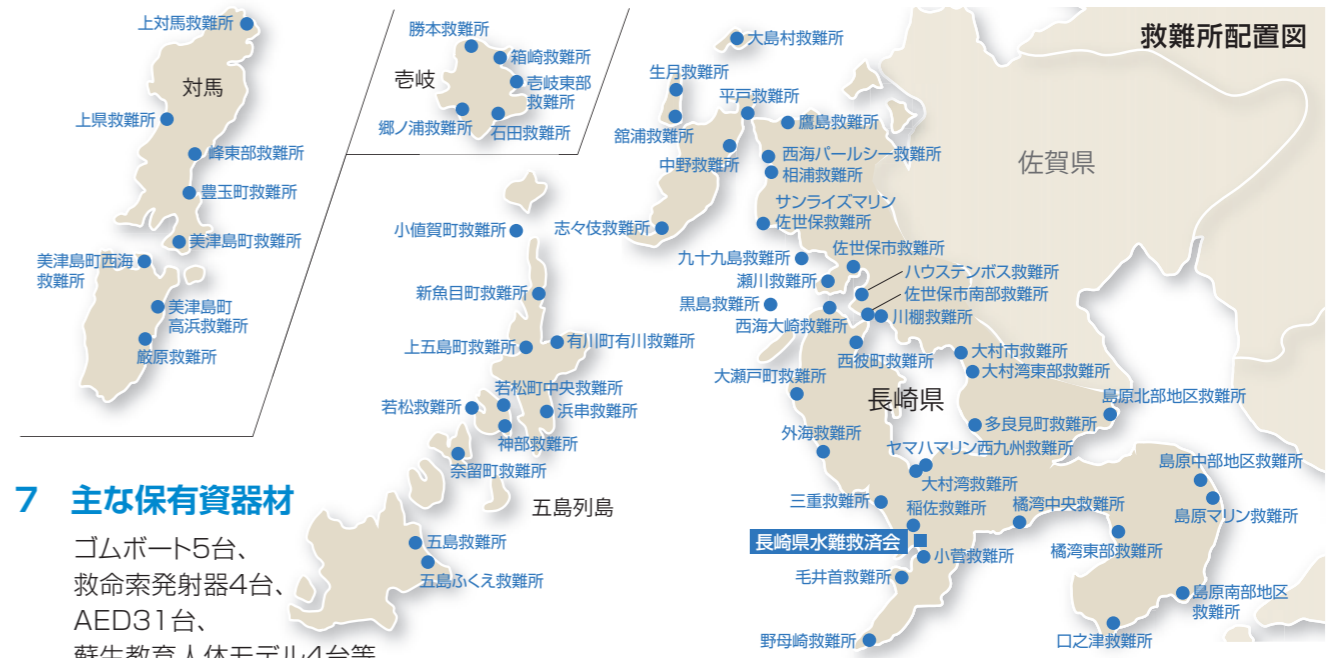 救難所配置図
上対馬救難所
対馬
上県救難所
峰東部救難所
豊玉町救難所
美津島町救難所
美津島町西海
救難所
美津島町
高浜救難所
厳原救難所
勝本救難所
箱崎救難所
壱岐
壱岐東部
救難所
郷ノ浦救難所
石田救難所
大島村救難所
生月救難所
平戸救難所
舘浦救難所
鷹島救難所
中野救難所
西海パールシー救難所
相浦救難所
佐賀県
サンライズマリン
佐世保救難所
志々伎救難所
小値賀町救難所
九十九島救難所
佐世保市救難所
瀬川救難所
ハウステンボス救難所
新魚目町救難所
黒島救難所
佐世保市南部救難所
西海大崎救難所
川棚救難所
上五島町救難所
有川町有川救難所
西彼町救難所
大村市救難所
大村湾東部救難所
大瀬戸町救難所
若松町中央救難所
長崎県
島原北部地区救難所
若松救難所
浜串救難所
多良見町救難所
神部救難所
外海救難所
ヤマハマリン西九州救難所
奈留町救難所
大村湾救難所
島原中部地区救難所
五島列島
三重救難所
稲佐救難所
橘湾中央救難所
島原マリン救難所
長崎県水難救済会
小菅救難所
橘湾東部救難所
五島救難所
五島ふくえ救難所
毛井首救難所
島原南部地区
救難所
野母崎救難所
口之津救難所
7 主な保有資器材
ゴムボート5台、
救命索発射器4台、
AED31台、
蘇生教育人体モデル4台等